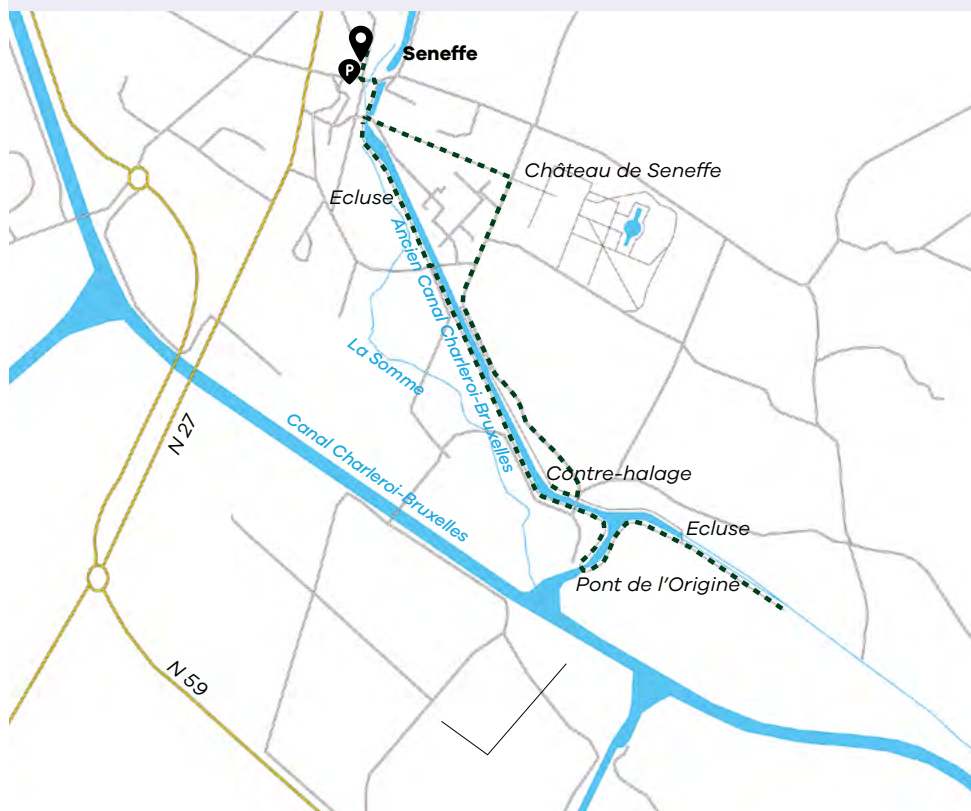 Seneffe
P
Château de Seneffe
Ecluse
Ancien Canal Charleroi-Bruxelles
La Somme
N 27
Canal Charleroi-Bruxelles
Contre-halage
Ecluse
Pont de l'Origine
N 59